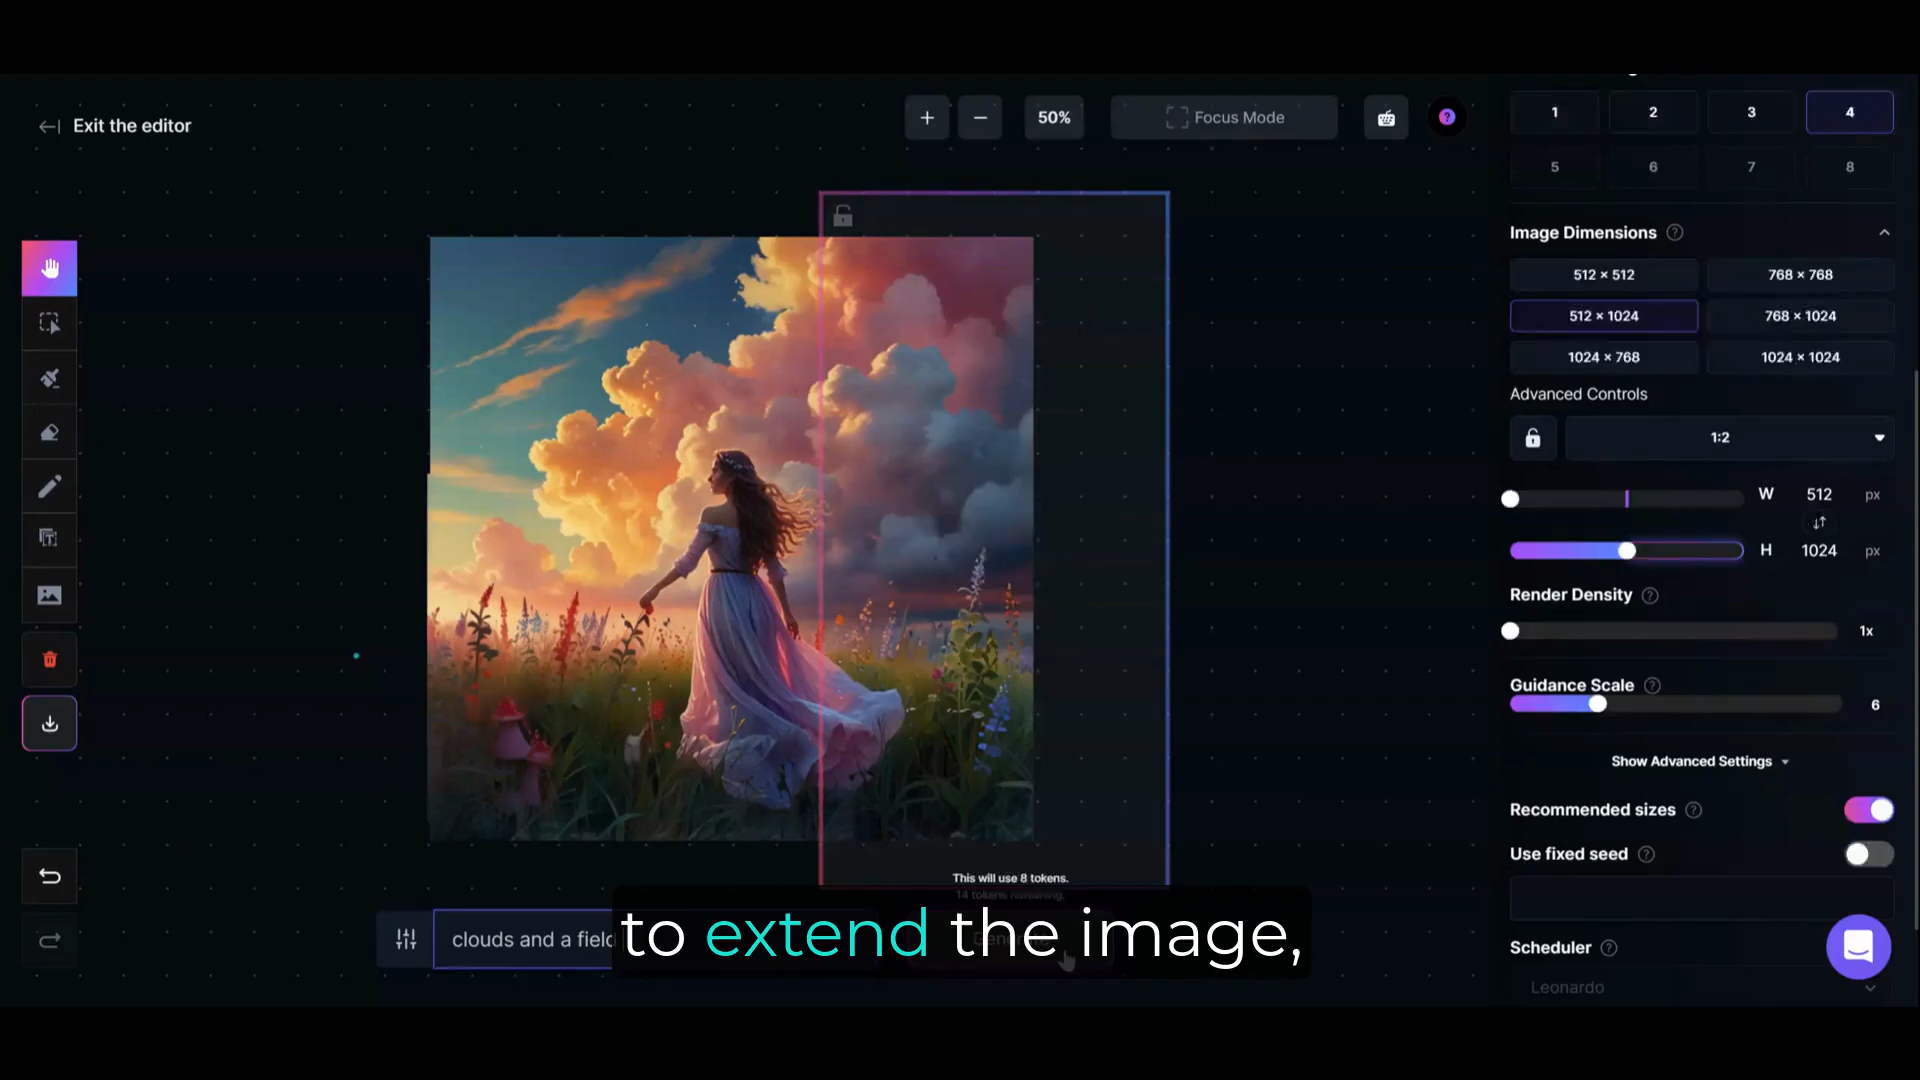 Exit the editor
50%
Focus Mode
1
2
3
4
5
6
7
8
Image Dimensions
512 × 512
768 × 768
512 × 1024
768 × 1024
1024 × 768
1024 × 1024
Advanced Controls
1:2
W 512 px
H 1024 px
Render Density
1x
Guidance Scale
6
Show Advanced Settings
Recommended sizes
Use fixed seed
Scheduler
Leonardo
This will use 8 tokens.
14 tokens remaining.
clouds and a field
to extend the image,